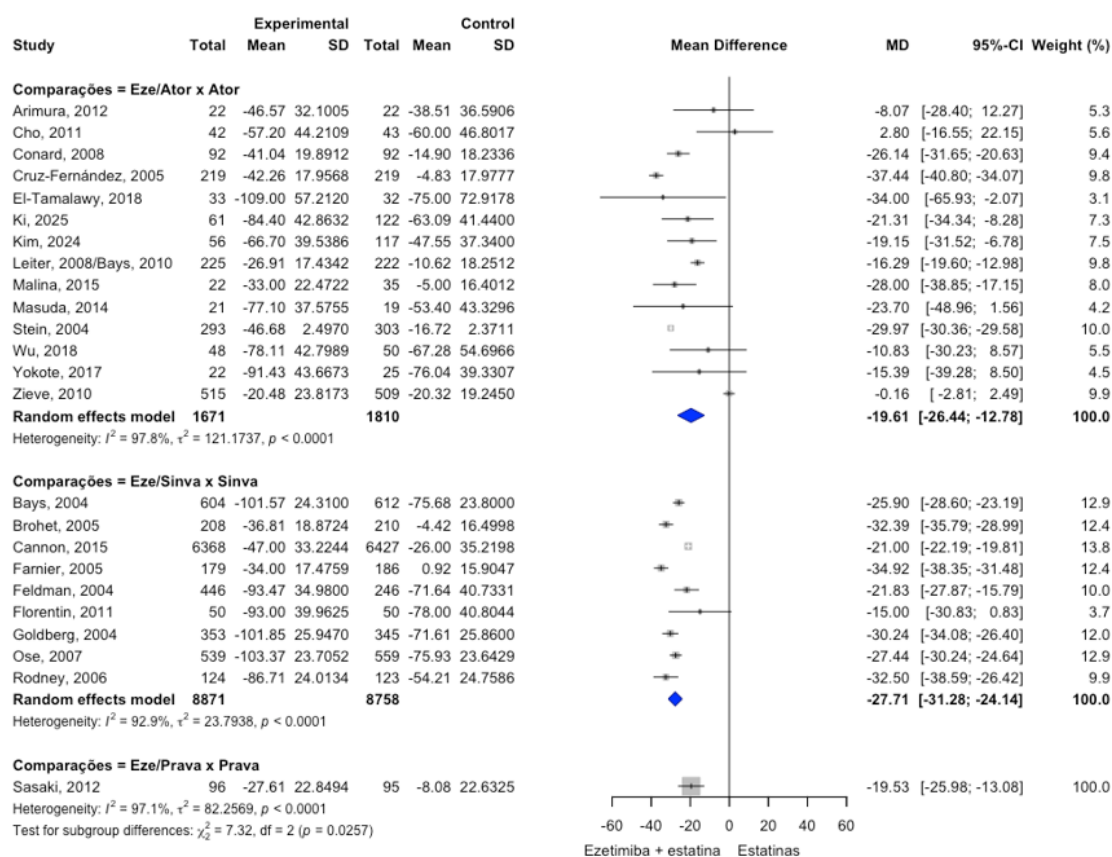 Experimental Control
Study Total Mean SD Total Mean SD Mean Difference MD 95%-CI Weight (%)
Comparações = Eze/Ator x Ator
Arimura, 2012 22 -46.57 32.1005 22 -38.51 36.5906 -8.07 [-28.40; 12.27] 5.3
Cho, 2011 42 -57.20 44.2109 43 -60.00 46.8017 2.80 [-16.55; 22.15] 5.6
Conard, 2008 92 -41.04 19.8912 92 -14.90 18.2336 -26.14 [-31.65; -20.63] 9.4
Cruz-Fernández, 2005 219 -42.26 17.9568 219 -4.83 17.9777 -37.44 [-40.80; -34.07] 9.8
El-Tamalawy, 2018 33 -109.00 57.2120 32 -75.00 72.9178 -34.00 [-65.93; -2.07] 3.1
Ki, 2025 61 -84.40 42.8632 122 -63.09 41.4400 -21.31 [-34.34; -8.28] 7.3
Kim, 2024 56 -66.70 39.5386 117 -47.55 37.3400 -19.15 [-31.52; -6.78] 7.5
Leiter, 2008/Bays, 2010 225 -26.91 17.4342 222 -10.62 18.2512 -16.29 [-19.60; -12.98] 9.8
Malina, 2015 22 -33.00 22.4722 35 -5.00 16.4012 -28.00 [-38.85; -17.15] 8.0
Masuda, 2014 21 -77.10 37.5755 19 -53.40 43.3296 -23.70 [-48.96; 1.56] 4.2
Stein, 2004 293 -46.68 2.4970 303 -16.72 2.3711 -29.97 [-30.36; -29.58] 10.0
Wu, 2018 48 -78.11 42.7989 50 -67.28 54.6966 -10.83 [-30.23; 8.57] 5.5
Yokote, 2017 22 -91.43 43.6673 25 -76.04 39.3307 -15.39 [-39.28; 8.50] 4.5
Zieve, 2010 515 -20.48 23.8173 509 -20.32 19.2450 -0.16 [-2.81; 2.49] 9.9
Random effects model 1671 1810 -19.61 [-26.44; -12.78] 100.0
Heterogeneity: I² = 97.8%, τ² = 121.1737, p < 0.0001
Comparações = Eze/Sinva x Sinva
Bays, 2004 604 -101.57 24.3100 612 -75.68 23.8000 -25.90 [-28.60; -23.19] 12.9
Brohet, 2005 208 -36.81 18.8724 210 -4.42 16.4998 -32.39 [-35.79; -28.99] 12.4
Cannon, 2015 6368 -47.00 33.2244 6427 -26.00 35.2198 -21.00 [-22.19; -19.81] 13.8
Farnier, 2005 179 -34.00 17.4759 186 0.92 15.9047 -34.92 [-38.35; -31.48] 12.4
Feldman, 2004 446 -93.47 34.9800 246 -71.64 40.7331 -21.83 [-27.87; -15.79] 10.0
Florentin, 2011 50 -93.00 39.9625 50 -78.00 40.8044 -15.00 [-30.83; 0.83] 3.7
Goldberg, 2004 353 -101.85 25.9470 345 -71.61 25.8600 -30.24 [-34.08; -26.40] 12.0
Ose, 2007 539 -103.37 23.7052 559 -75.93 23.6429 -27.44 [-30.24; -24.64] 12.9
Rodney, 2006 124 -86.71 24.0134 123 -54.21 24.7586 -32.50 [-38.59; -26.42] 9.9
Random effects model 8871 8758 -27.71 [-31.28; -24.14] 100.0
Heterogeneity: I² = 92.9%, τ² = 23.7938, p < 0.0001
Comparações = Eze/Prava x Prava
Sasaki, 2012 96 -27.61 22.8494 95 -8.08 22.6325 -19.53 [-25.98; -13.08] 100.0
Heterogeneity: I² = 97.1%, τ² = 82.2569, p < 0.0001
Test for subgroup differences: χ²₂ = 7.32, df = 2 (p = 0.0257)
-60 -40 -20 0 20 40 60
Ezetimiba + estatina Estatinas